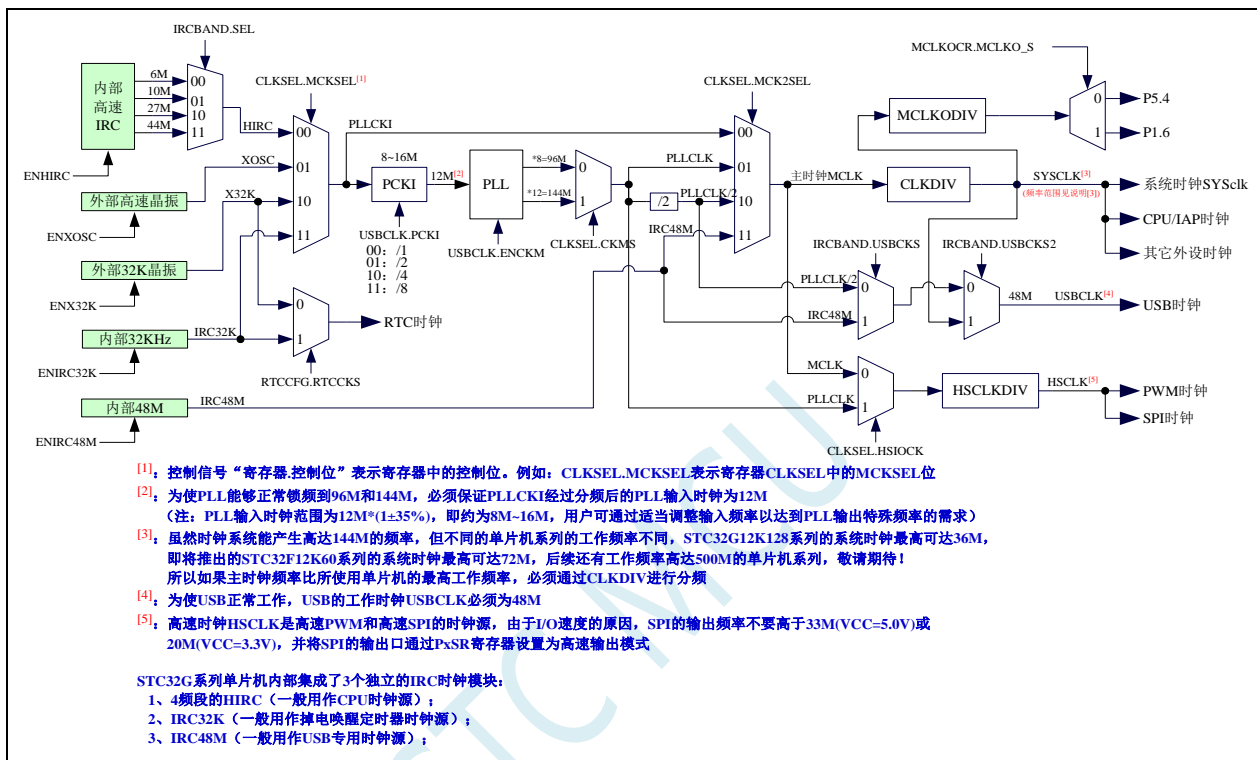 IRCBAND.SEL
MCLKOCR.MCLKO_S
内部
高速
IRC
6M
10M
27M
44M
00
01
10
11
HIRC
ENHIRC
CLKSEL.MCKSEL[1]
00
01
10
11
XOSC
X32K
外部高速晶振
ENXOSC
外部32K晶振
ENX32K
内部32KHz
IRC32K
ENIRC32K
内部48M
IRC48M
ENIRC48M
0
1
RTC时钟
RTCCFG.RTCCKS
PLLCKI
8~16M
PCKI
12M[2]
USBCLK.PCKI
00: /1
01: /2
10: /4
11: /8
PLL
USBCLK.ENCKM
*8=96M
*12=144M
0
1
CLKSEL.CKMS
CLKSEL.MCK2SEL
PLLCLK
/2
PLLCLK/2
IRC48M
00
01
10
11
主时钟MCLK
CLKDIV
MCLKODIV
0
1
P5.4
P1.6
SYSCLK[3]
(频率范围见说明[3])
系统时钟SYSclk
CPU/IAP时钟
其它外设时钟
IRCBAND.USBCKS
IRCBAND.USBCKS2
PLLCLK/2
IRC48M
0
1
0
1
48M
USBCLK[4]
USB时钟
MCLK
PLLCLK
0
1
CLKSEL.HSIOCK
HSCLKDIV
HSCLK[5]
PWM时钟
SPI时钟
[1]：控制信号“寄存器.控制位”表示寄存器中的控制位。例如：CLKSEL.MCKSEL表示寄存器CLKSEL中的MCKSEL位
[2]：为使PLL能够正常锁频到96M和144M，必须保证PLLCKI经过分频后的PLL输入时钟为12M
（注：PLL输入时钟范围为12M*(1±35%)，即约为8M~16M，用户可通过适当调整输入频率以达到PLL输出特殊频率的需求）
[3]：虽然时钟系统能产生高达144M的频率，但不同的单片机系列的工作频率不同，STC32G12K128系列的系统时钟最高可达36M，
即将推出的STC32F12K60系列的系统时钟最高可达72M，后续还有工作频率高达500M的单片机系列，敬请期待！
所以如果主时钟频率比所使用单片机的最高工作频率，必须通过CLKDIV进行分频
[4]：为使USB正常工作，USB的工作时钟USBCLK必须为48M
[5]：高速时钟HSCLK是高速PWM和高速SPI的时钟源，由于I/O速度的原因，SPI的输出频率不要高于33M(VCC=5.0V)或
20M(VCC=3.3V)，并将SPI的输出口通过PxSR寄存器设置为高速输出模式
STC32G系列单片机内部集成了3个独立的IRC时钟模块：
1、4频段的HIRC（一般用作CPU时钟源）；
2、IRC32K（一般用作掉电唤醒定时器时钟源）；
3、IRC48M（一般用作USB专用时钟源）；
STC MCU